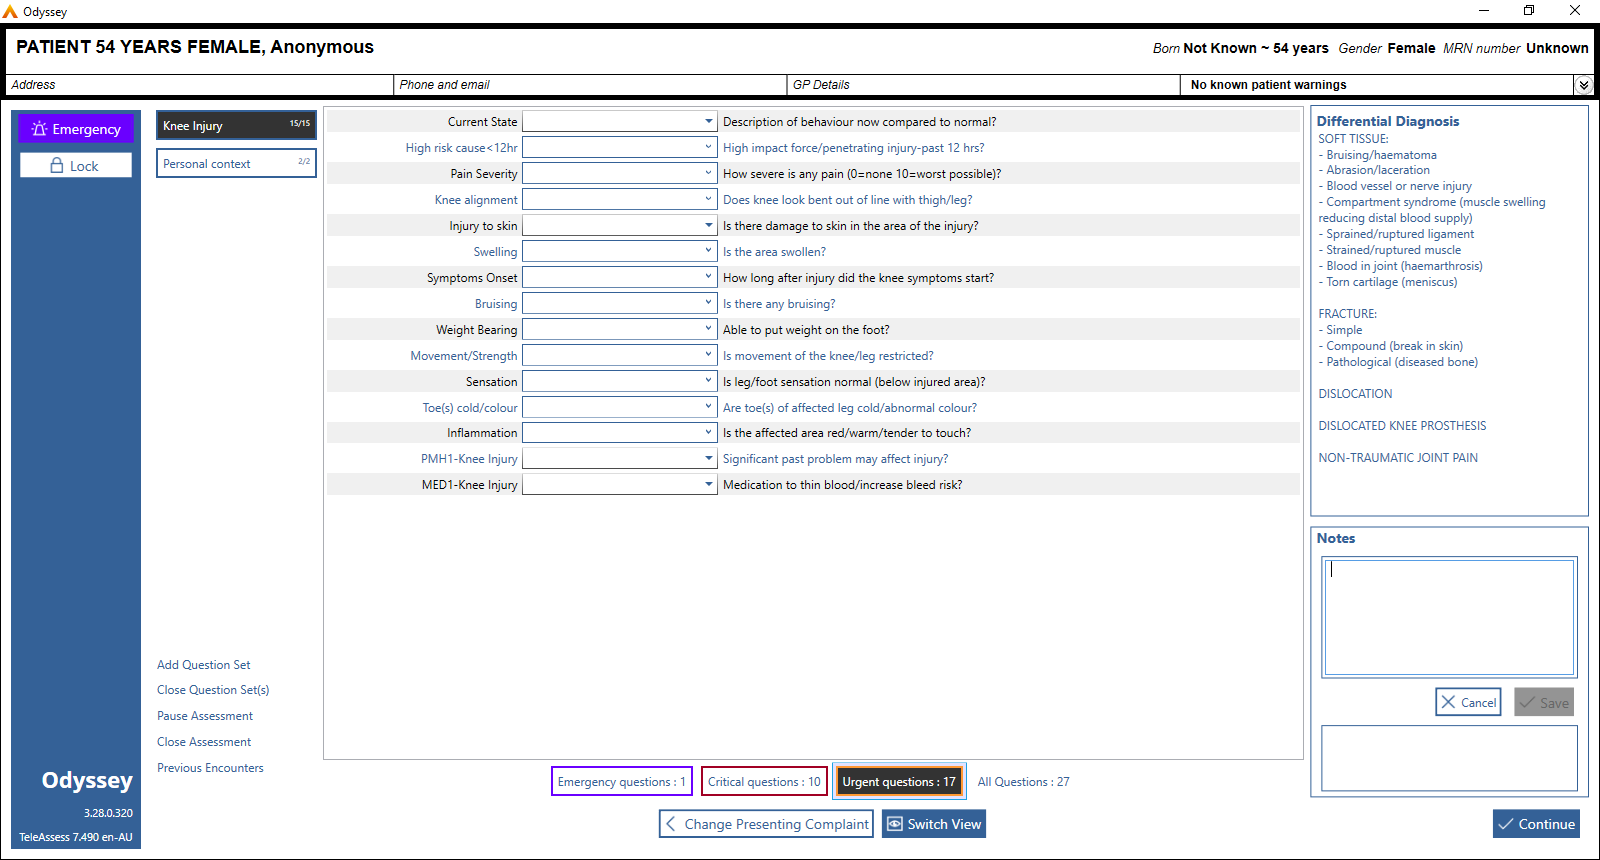 Odyssey
PATIENT 54 YEARS FEMALE, Anonymous
Born Not Known ~ 54 years Gender Female MRN number Unknown
Address
Phone and email
GP Details
No known patient warnings
Emergency
Lock
Knee Injury 15/15
Personal context 2/2
Current State Description of behaviour now compared to normal?
High risk cause<12hr High impact force/penetrating injury-past 12 hrs?
Pain Severity How severe is any pain (0=none 10=worst possible)?
Knee alignment Does knee look bent out of line with thigh/leg?
Injury to skin Is there damage to skin in the area of the injury?
Swelling Is the area swollen?
Symptoms Onset How long after injury did the knee symptoms start?
Bruising Is there any bruising?
Weight Bearing Able to put weight on the foot?
Movement/Strength Is movement of the knee/leg restricted?
Sensation Is leg/foot sensation normal (below injured area)?
Toe(s) cold/colour Are toe(s) of affected leg cold/abnormal colour?
Inflammation Is the affected area red/warm/tender to touch?
PMH1-Knee Injury Significant past problem may affect injury?
MED1-Knee Injury Medication to thin blood/increase bleed risk?
Differential Diagnosis
SOFT TISSUE:
- Bruising/haematoma
- Abrasion/laceration
- Blood vessel or nerve injury
- Compartment syndrome (muscle swelling
reducing distal blood supply)
- Sprained/ruptured ligament
- Strained/ruptured muscle
- Blood in joint (haemarthrosis)
- Torn cartilage (meniscus)
FRACTURE:
- Simple
- Compound (break in skin)
- Pathological (diseased bone)
DISLOCATION
DISLOCATED KNEE PROSTHESIS
NON-TRAUMATIC JOINT PAIN
Notes
Cancel
Save
Add Question Set
Close Question Set(s)
Pause Assessment
Close Assessment
Previous Encounters
Odyssey
3.28.0.320
TeleAssess 7.490 en-AU
Emergency questions : 1
Critical questions : 10
Urgent questions : 17
All Questions : 27
Change Presenting Complaint
Switch View
Continue